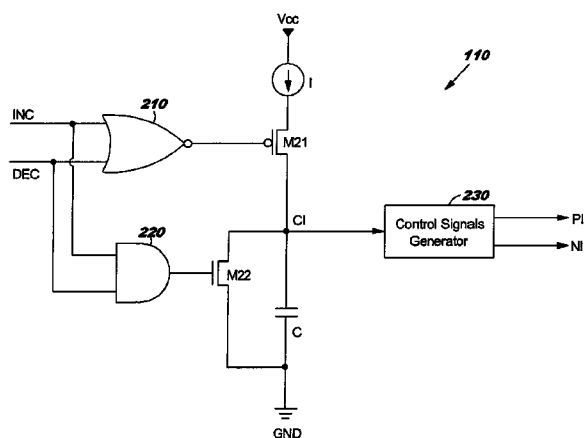 Vcc
110
I
210
INC
M21
DEC
230
CI
Control Signals
Generator
PI
NI
220
M22
C
GND